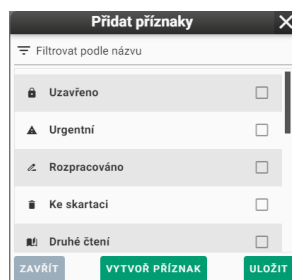 Přidat příznaky
Filtrovat podle názvu
Uzavřeno
Urgentní
Rozpracováno
Ke skartaci
Druhé čtení
ZAVŘÍT VYTVOŘ PŘÍZNAK ULOŽIT